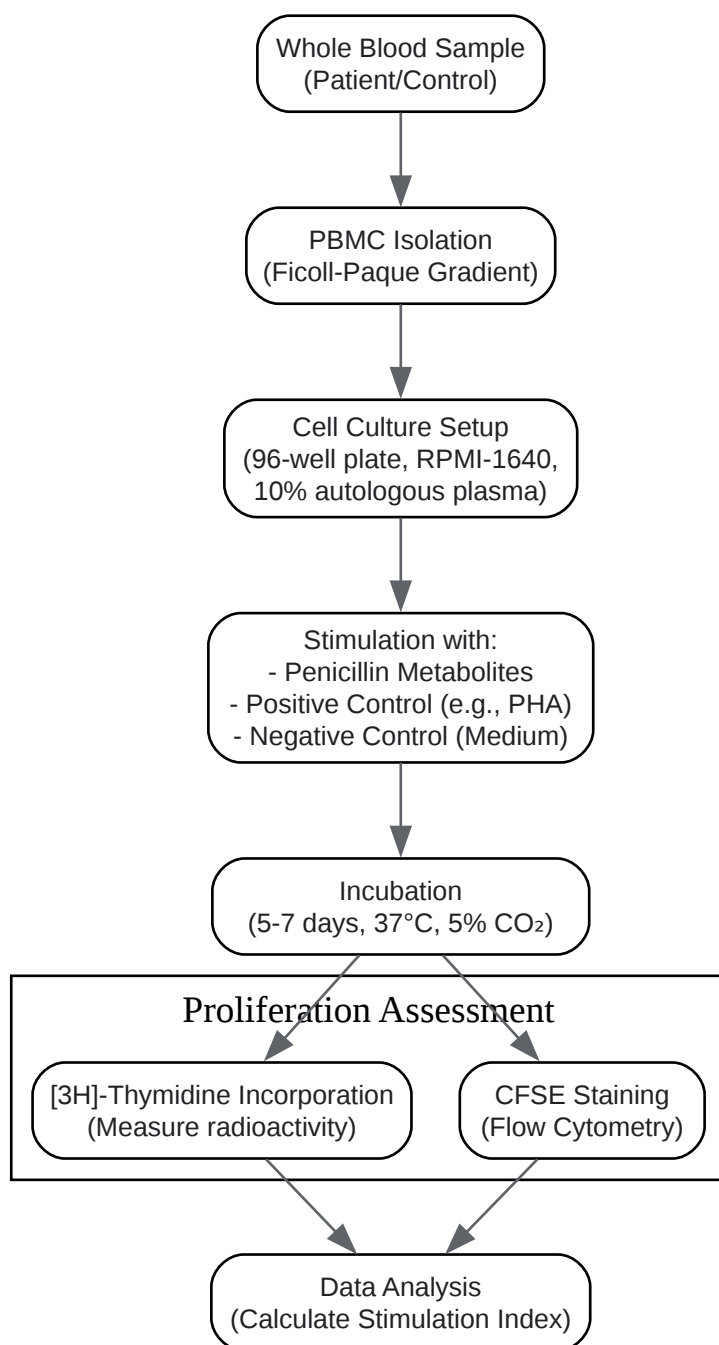 Whole Blood Sample
(Patient/Control)
PBMC Isolation
(Ficoll-Paque Gradient)
Cell Culture Setup
(96-well plate, RPMI-1640,
10% autologous plasma)
Stimulation with:
- Penicillin Metabolites
- Positive Control (e.g., PHA)
- Negative Control (Medium)
Incubation
(5-7 days, 37°C, 5% CO₂)
Proliferation Assessment
[3H]-Thymidine Incorporation
(Measure radioactivity)
CFSE Staining
(Flow Cytometry)
Data Analysis
(Calculate Stimulation Index)